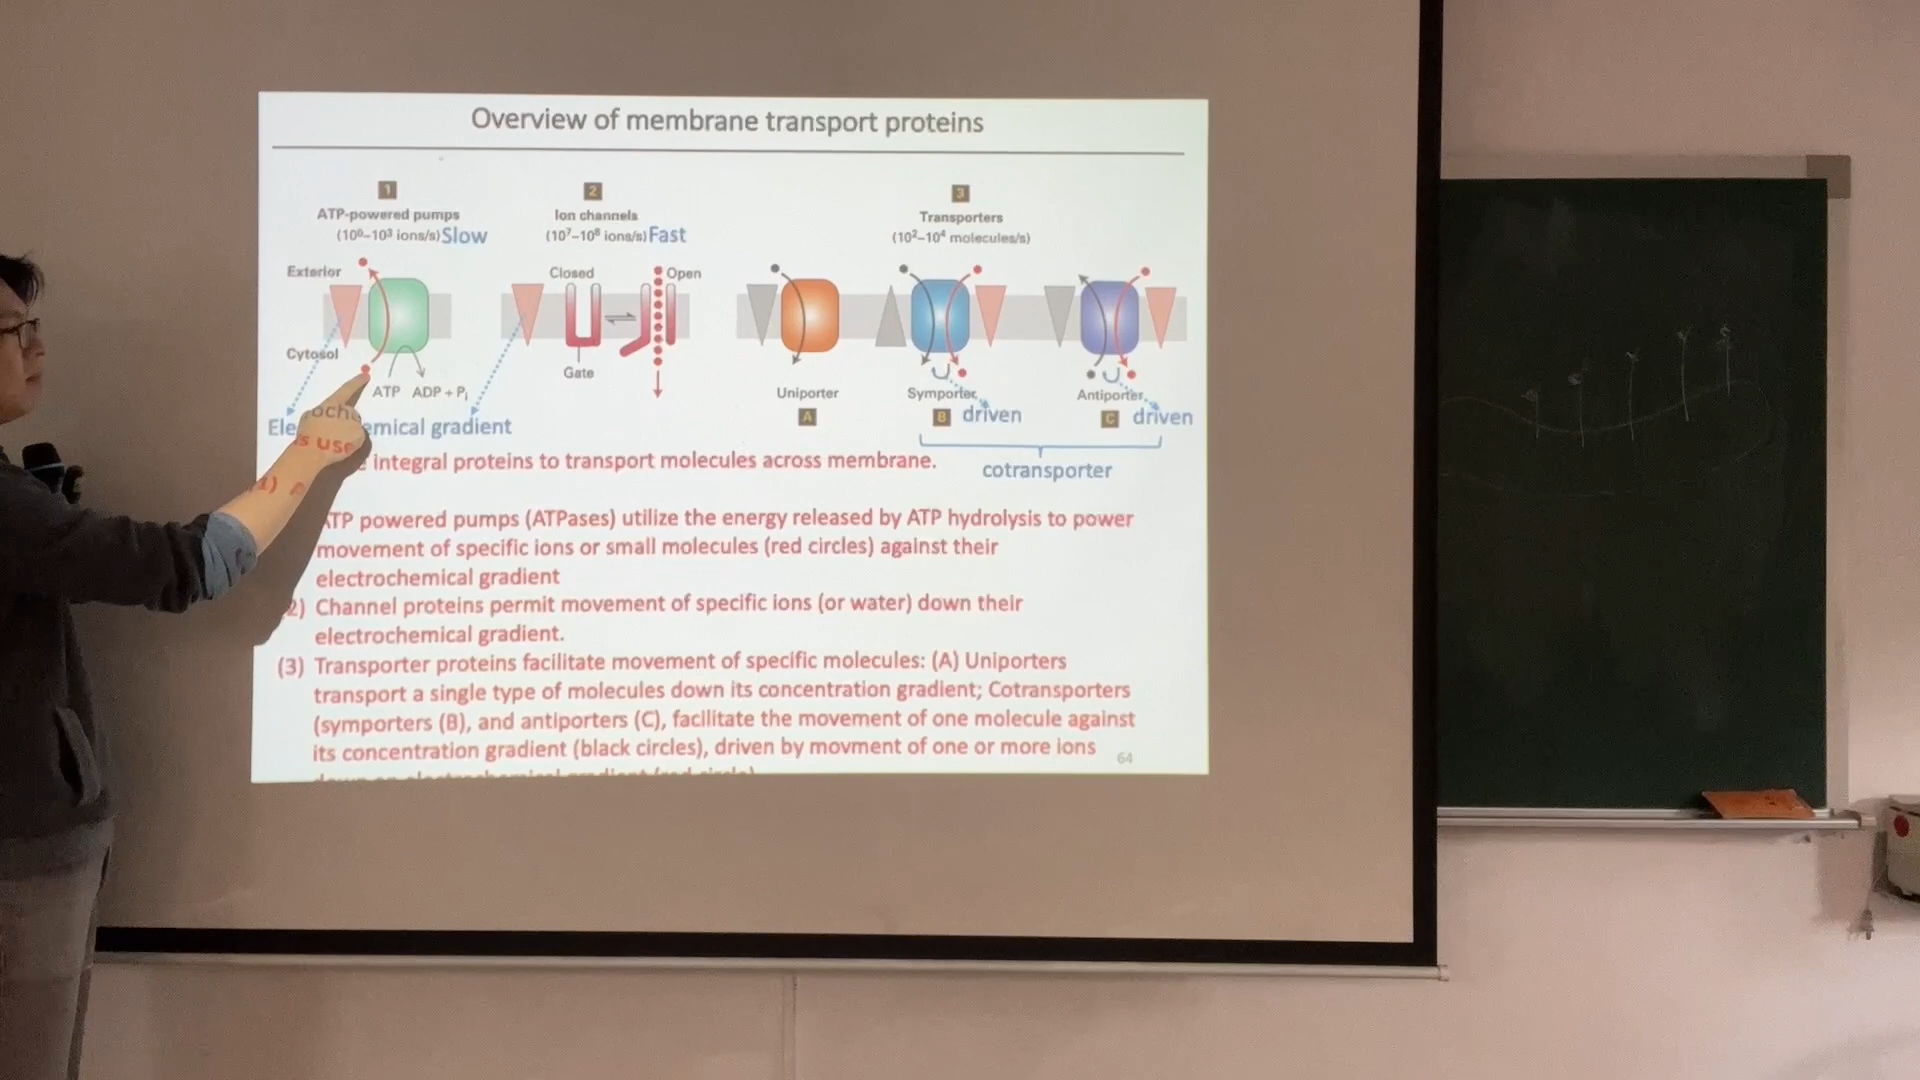 Overview of membrane transport proteins
1
ATP-powered pumps
(10⁰–10³ ions/s) Slow
2
Ion channels
(10⁷–10⁸ ions/s) Fast
3
Transporters
(10²–10⁴ molecules/s)
Exterior
Closed
Open
Cytosol
Gate
ATP ADP + Pi
Uniporter
Symporter
Antiporter
A
B driven
C driven
emical gradient
cotransporter
integral proteins to transport molecules across membrane.
TP powered pumps (ATPases) utilize the energy released by ATP hydrolysis to power
movement of specific ions or small molecules (red circles) against their
electrochemical gradient
2) Channel proteins permit movement of specific ions (or water) down their
electrochemical gradient.
(3) Transporter proteins facilitate movement of specific molecules: (A) Uniporters
transport a single type of molecules down its concentration gradient; Cotransporters
(symporters (B), and antiporters (C), facilitate the movement of one molecule against
its concentration gradient (black circles), driven by movment of one or more ions
64